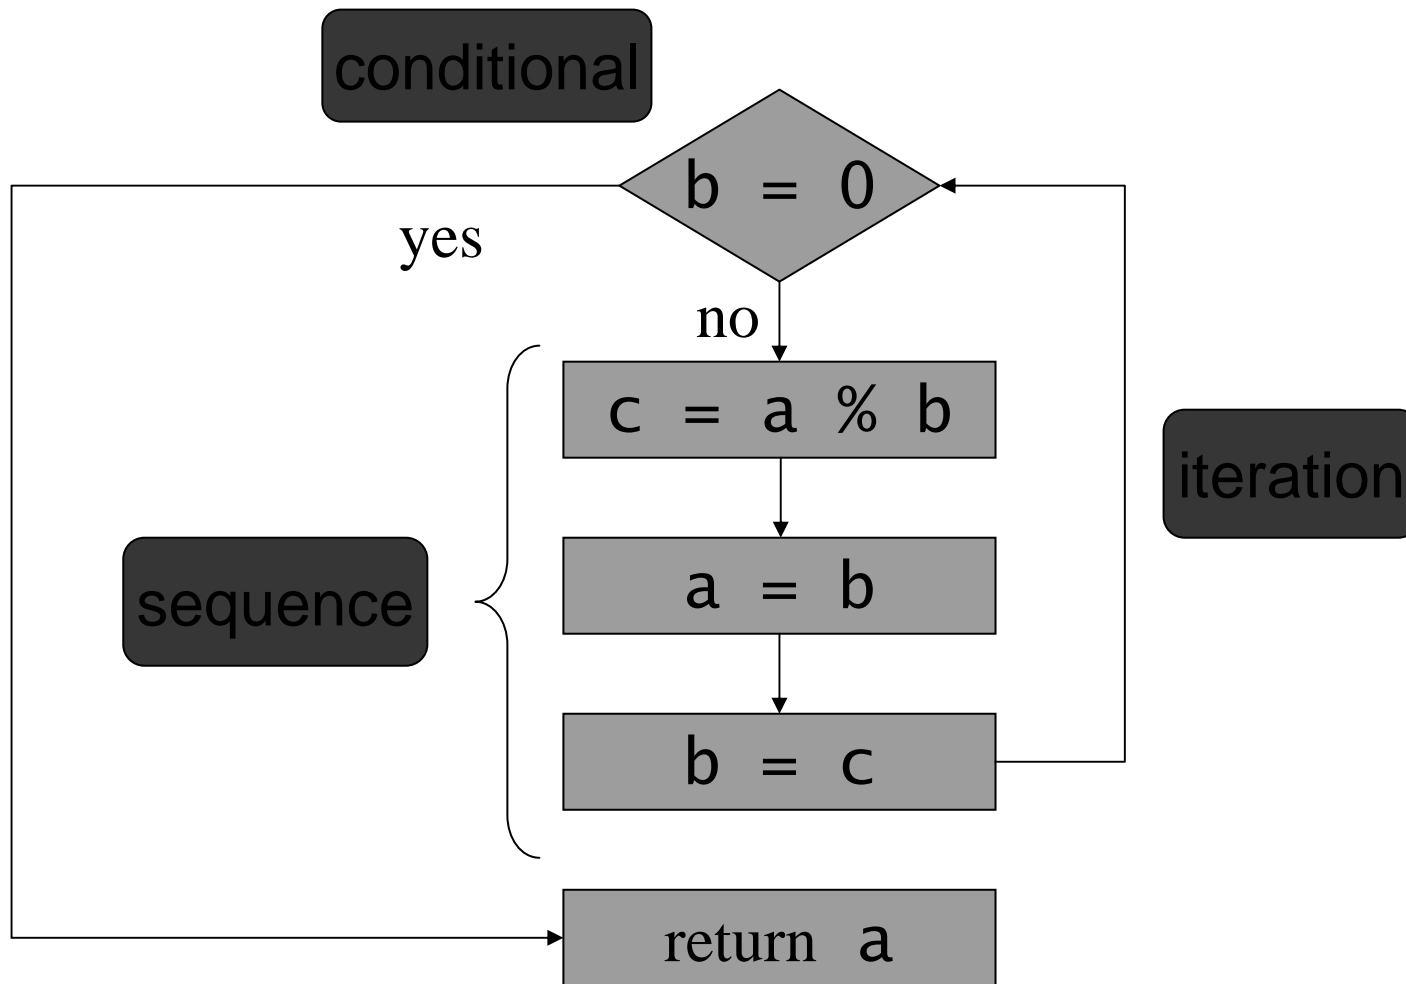 conditional
b = 0
yes
no
c = a % b
iteration
a = b
sequence
b = c
return a